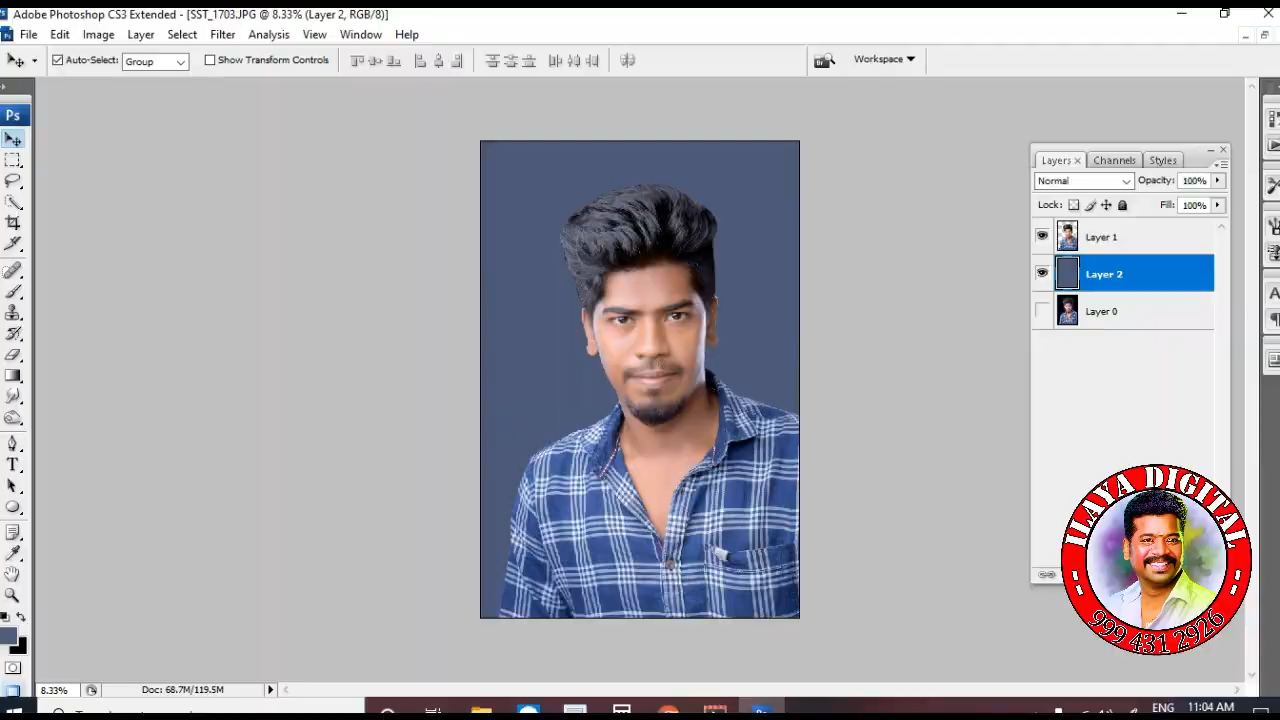 Adobe Photoshop CS3 Extended - [SST_1703.JPG @ 8.33% (Layer 2, RGB/8)]
File Edit Image Layer Select Filter Analysis View Window Help
Auto-Select: Group Show Transform Controls Workspace
Ps
Layers × Channels Styles
Normal Opacity: 100%
Lock: Fill: 100%
Layer 1
Layer 2
Layer 0
ILAYA DIGITAL
999 431 2926
8.33% Doc: 68.7M/119.5M
ENG 11:04 AM